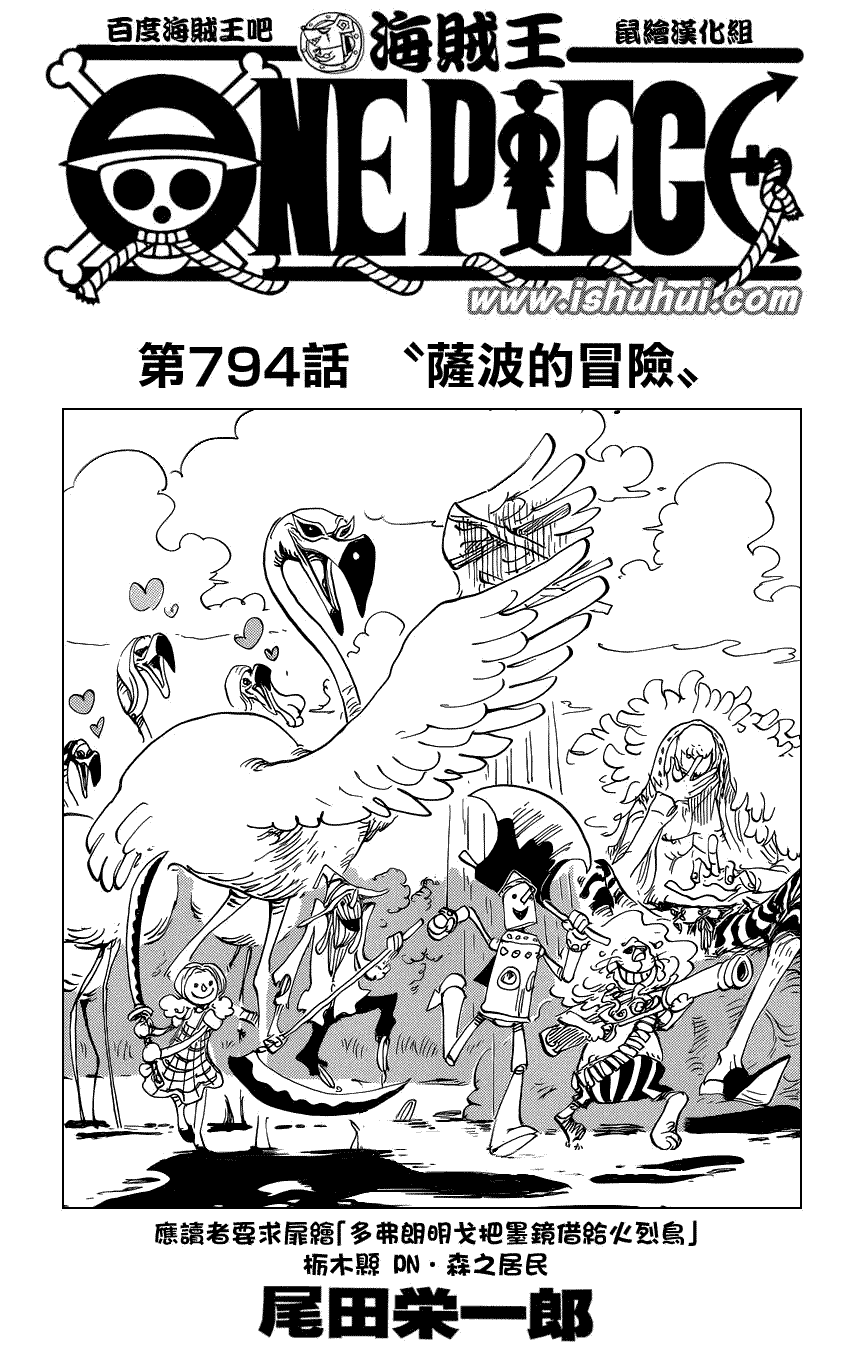 百度海賊王吧
海賊王
鼠繪漢化組
ONE PIECE
www.ishuhui.com
第794話 〝薩波的冒險〟
應讀者要求扉繪「多弗朗明戈把墨鏡借給火烈鳥」
栃木縣 PN・森之居民
尾田栄一郎